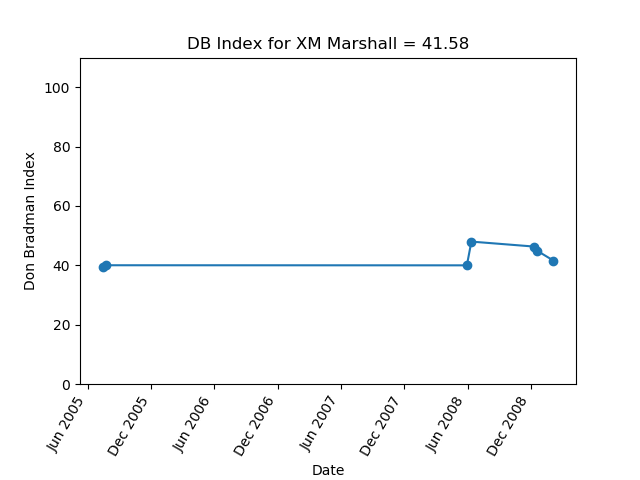 DB Index for XM Marshall = 41.58
Don Bradman Index
100
80
60
40
20
0
Jun 2005
Dec 2005
Jun 2006
Dec 2006
Jun 2007
Dec 2007
Jun 2008
Dec 2008
Date